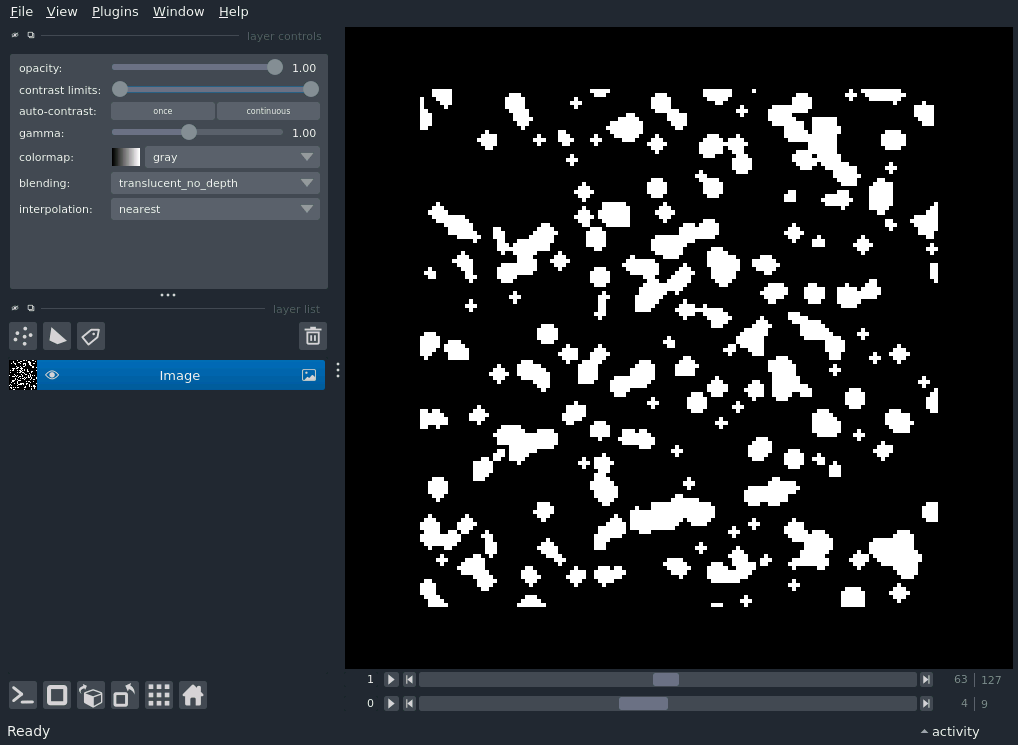 File View Plugins Window Help
layer controls
opacity: 1.00
contrast limits:
auto-contrast: once continuous
gamma: 1.00
colormap: gray
blending: translucent_no_depth
interpolation: nearest
layer list
Image
1 63 127
0 4 9
Ready activity